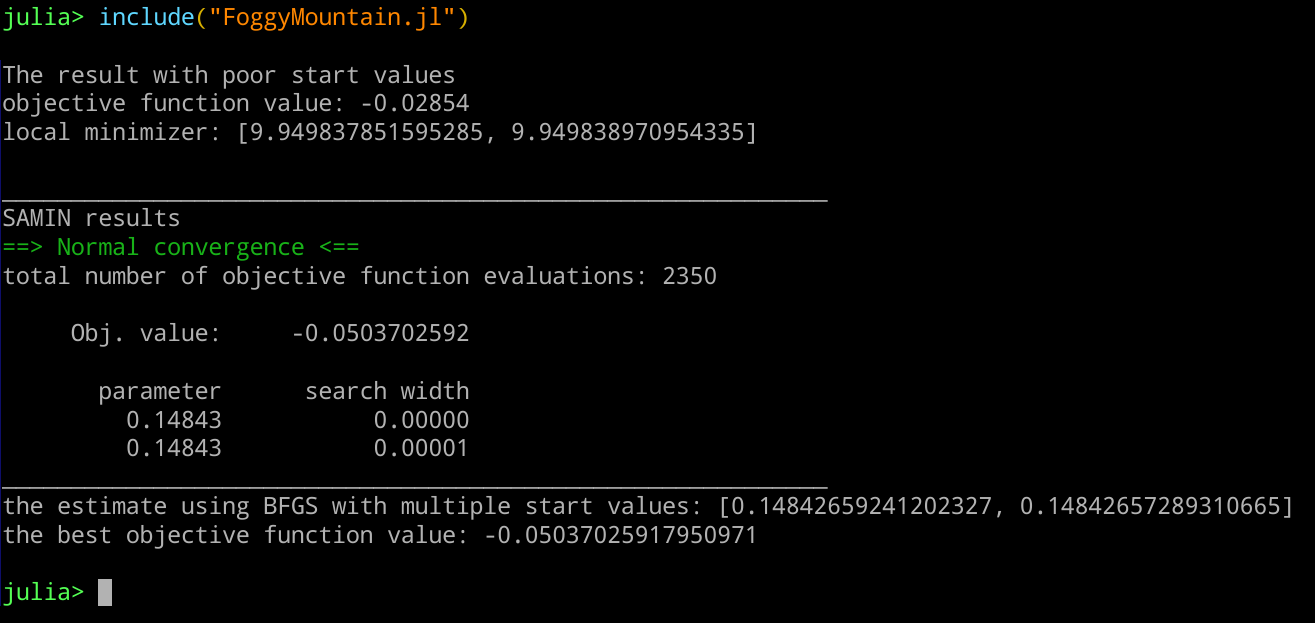 julia> include("FoggyMountain.jl")
The result with poor start values
objective function value: -0.02854
local minimizer: [9.949837851595285, 9.949838970954335]
SAMIN results
==> Normal convergence <==
total number of objective function evaluations: 2350
Obj. value: -0.0503702592
parameter search width
0.14843 0.00000
0.14843 0.00001
the estimate using BFGS with multiple start values: [0.14842659241202327, 0.14842657289310665]
the best objective function value: -0.05037025917950971
julia>